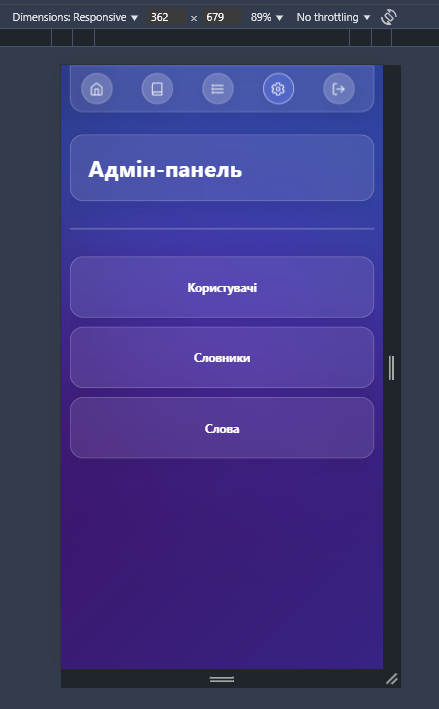 Dimensions: Responsive 362 x 679 89% No throttling
Адмін-панель
Користувачі
Словники
Слова